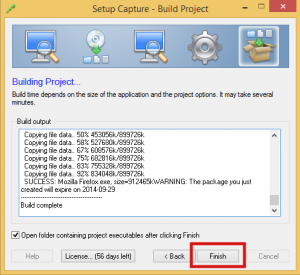 Setup Capture - Build Project
Building Project...
Build time depends on the size of the application and the project options. It may take several
minutes.
Build output
Copying file data.. 50% 453056k/899726k
Copying file data.. 58% 527680k/899726k
Copying file data.. 67% 608576k/899726k
Copying file data.. 75% 682816k/899726k
Copying file data.. 83% 755328k/899726k
Copying file data.. 92% 834048k/899726k
SUCCESS: Mozilla Firefox.exe, size=912465kWARNING: The package you just
created will expire on 2014-09-29
Build complete
Open folder containing project executables after clicking Finish
Help
License... (56 days left)
< Back
Finish
Cancel